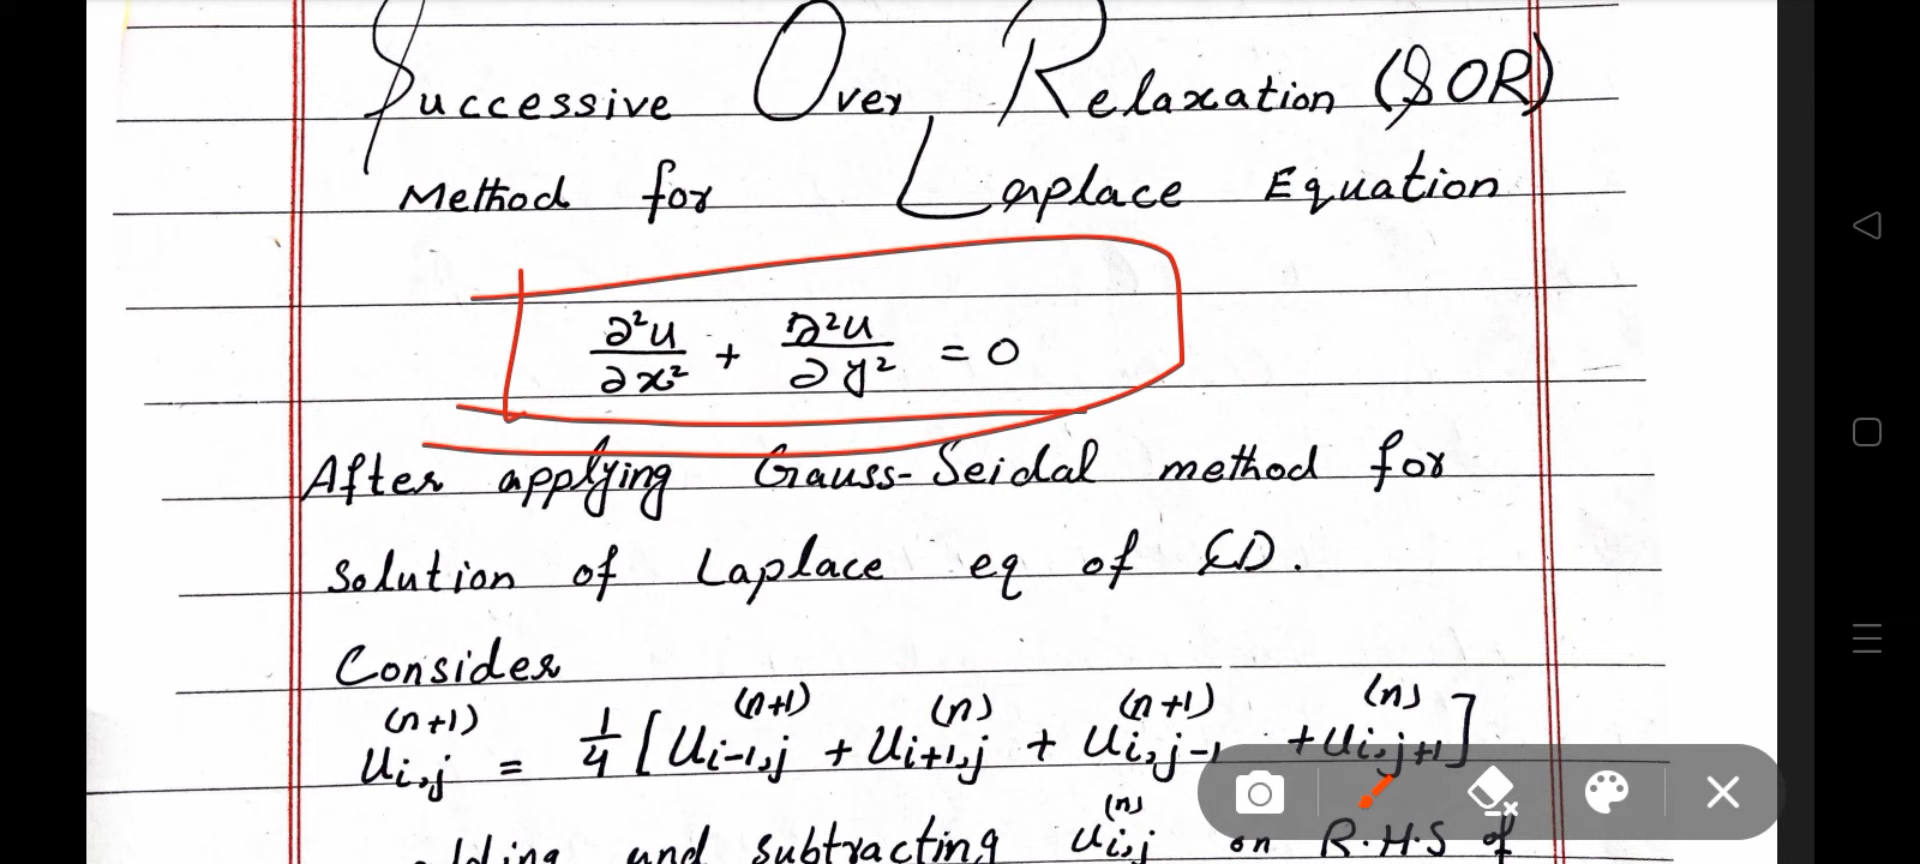 Successive Over Relaxation (SOR)
Method for Laplace Equation
∂²u/∂x² + ∂²u/∂y² = 0
After applying Gauss-Seidal method for
solution of Laplace eq of CD.
Consider
u_{i,j}^{(n+1)} = 1/4 [u_{i-1,j}^{(n+1)} + u_{i+1,j}^{(n)} + u_{i,j-1}^{(n+1)} + u_{i,j+1}^{(n)}]
and subtracting u_{i,j}^{(n)} on R.H.S of